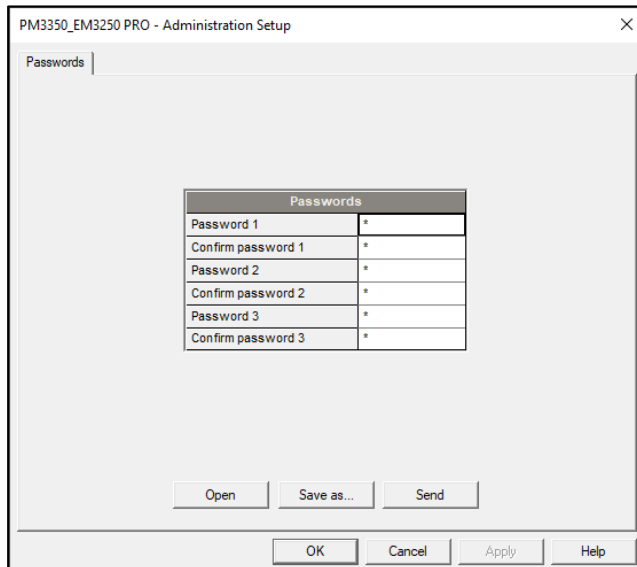 PM3350_EM3250 PRO - Administration Setup
Passwords
Passwords
Password 1 *
Confirm password 1 *
Password 2 *
Confirm password 2 *
Password 3 *
Confirm password 3 *
Open Save as... Send
OK Cancel Apply Help